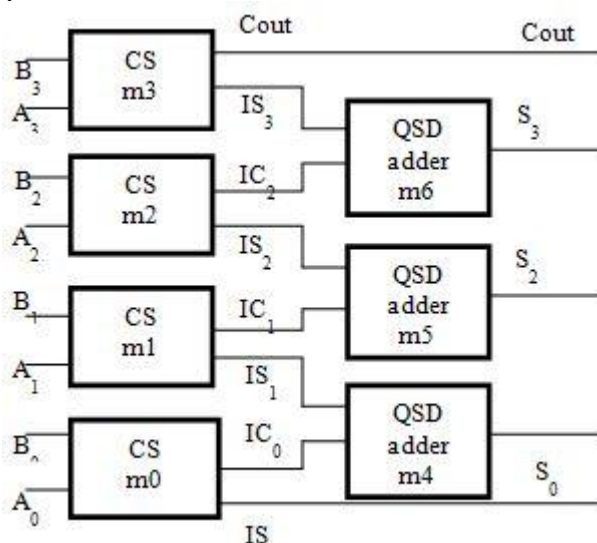 Cout
Cout
B3
CS
m3
A3
IS3
QSD
adder
m6
S3
B2
CS
m2
IC2
A2
IS2
QSD
adder
m5
S2
B1
CS
m1
IC1
A1
IS1
QSD
adder
m4
B
CS
m0
IC0
A0
S0
IS